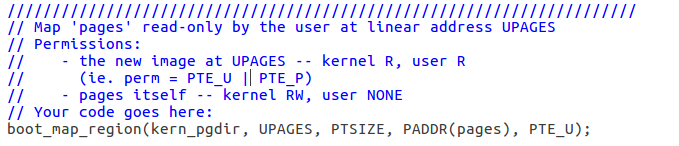 //////////////////////////////////////////////////////////////////////
// Map 'pages' read-only by the user at linear address UPAGES
// Permissions:
//    - the new image at UPAGES -- kernel R, user R
//      (ie. perm = PTE_U || PTE_P)
//    - pages itself -- kernel RW, user NONE
// Your code goes here:
boot_map_region(kern_pgdir, UPAGES, PTSIZE, PADDR(pages), PTE_U);